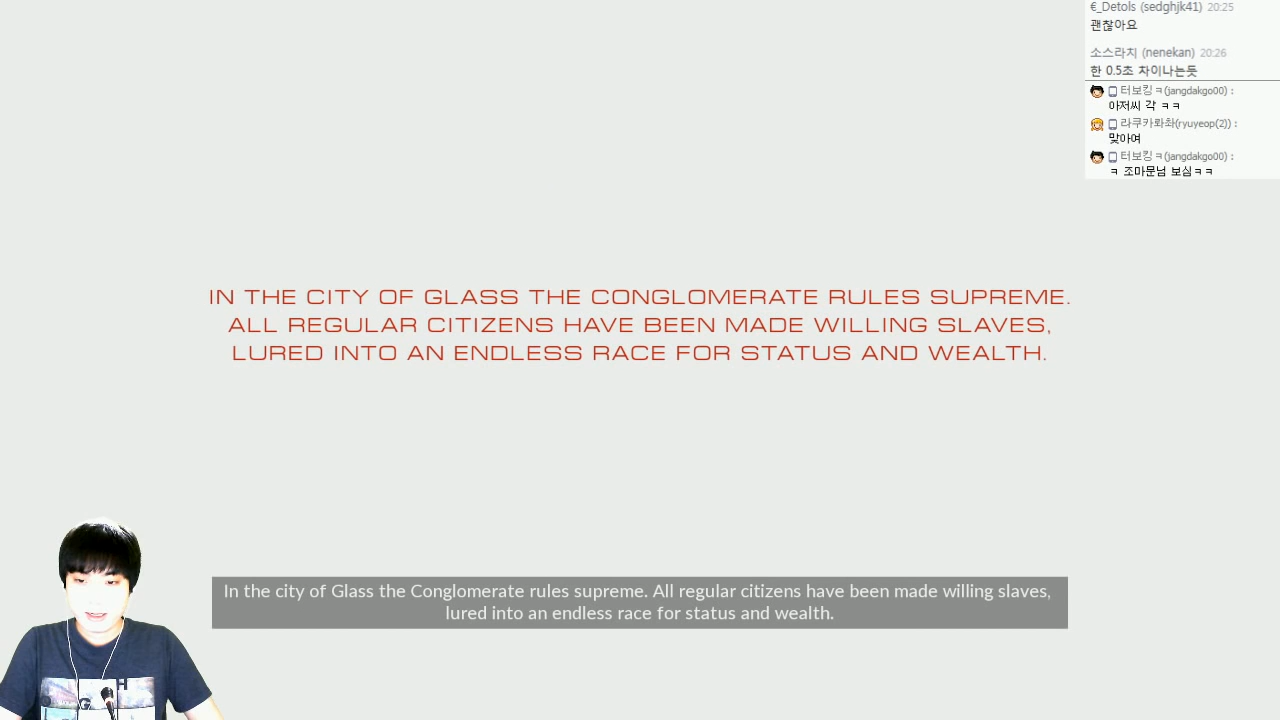 €_Detols (sedghjk41) 20:25
괜찮아요
소스라치 (nenekan) 20:26
한 0.5초 차이나는듯
터보킹ㅋ(jangdakgo00) :
아저씨 각 ㅋㅋ
라쿠카롸촤(ryuyeop(2)) :
맞아여
터보킹ㅋ(jangdakgo00) :
ㅋ 조마문님 보심ㅋㅋ
IN THE CITY OF GLASS THE CONGLOMERATE RULES SUPREME.
ALL REGULAR CITIZENS HAVE BEEN MADE WILLING SLAVES,
LURED INTO AN ENDLESS RACE FOR STATUS AND WEALTH.
In the city of Glass the Conglomerate rules supreme. All regular citizens have been made willing slaves,
lured into an endless race for status and wealth.
H